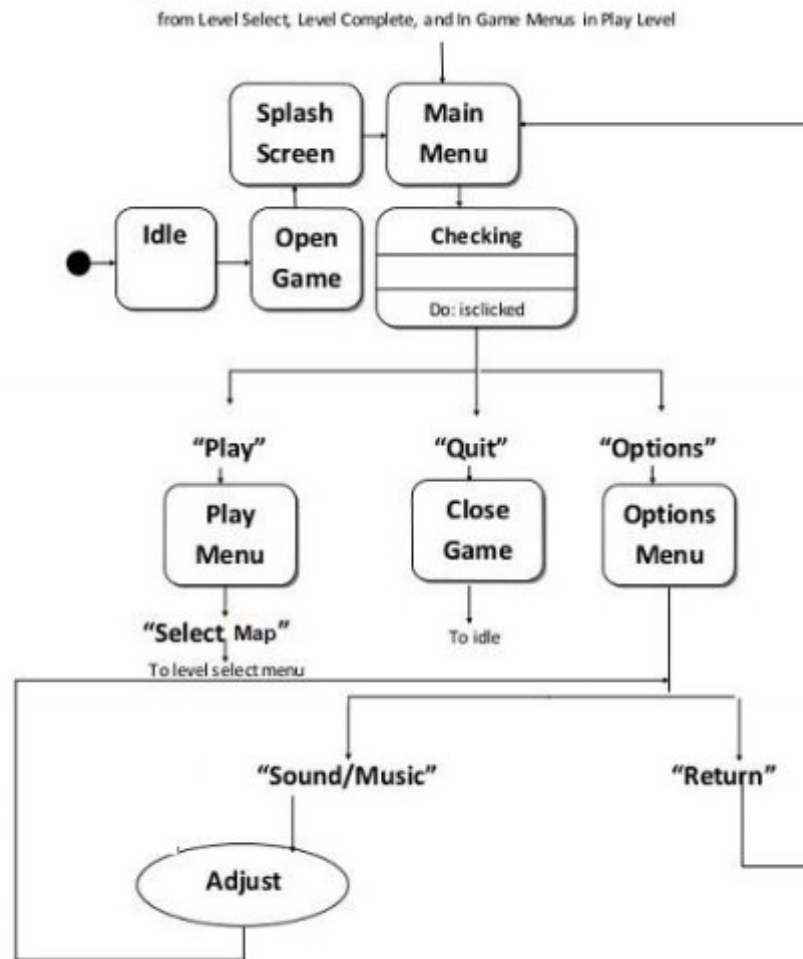 from Level Select, Level Complete, and In Game Menus in Play Level
Splash
Screen
Main
Menu
Idle
Open
Game
Checking
Do: isclicked
“Play”
“Quit”
“Options”
Play
Menu
Close
Game
Options
Menu
“Select Map”
To idle
To level select menu
“Sound/Music”
“Return”
Adjust